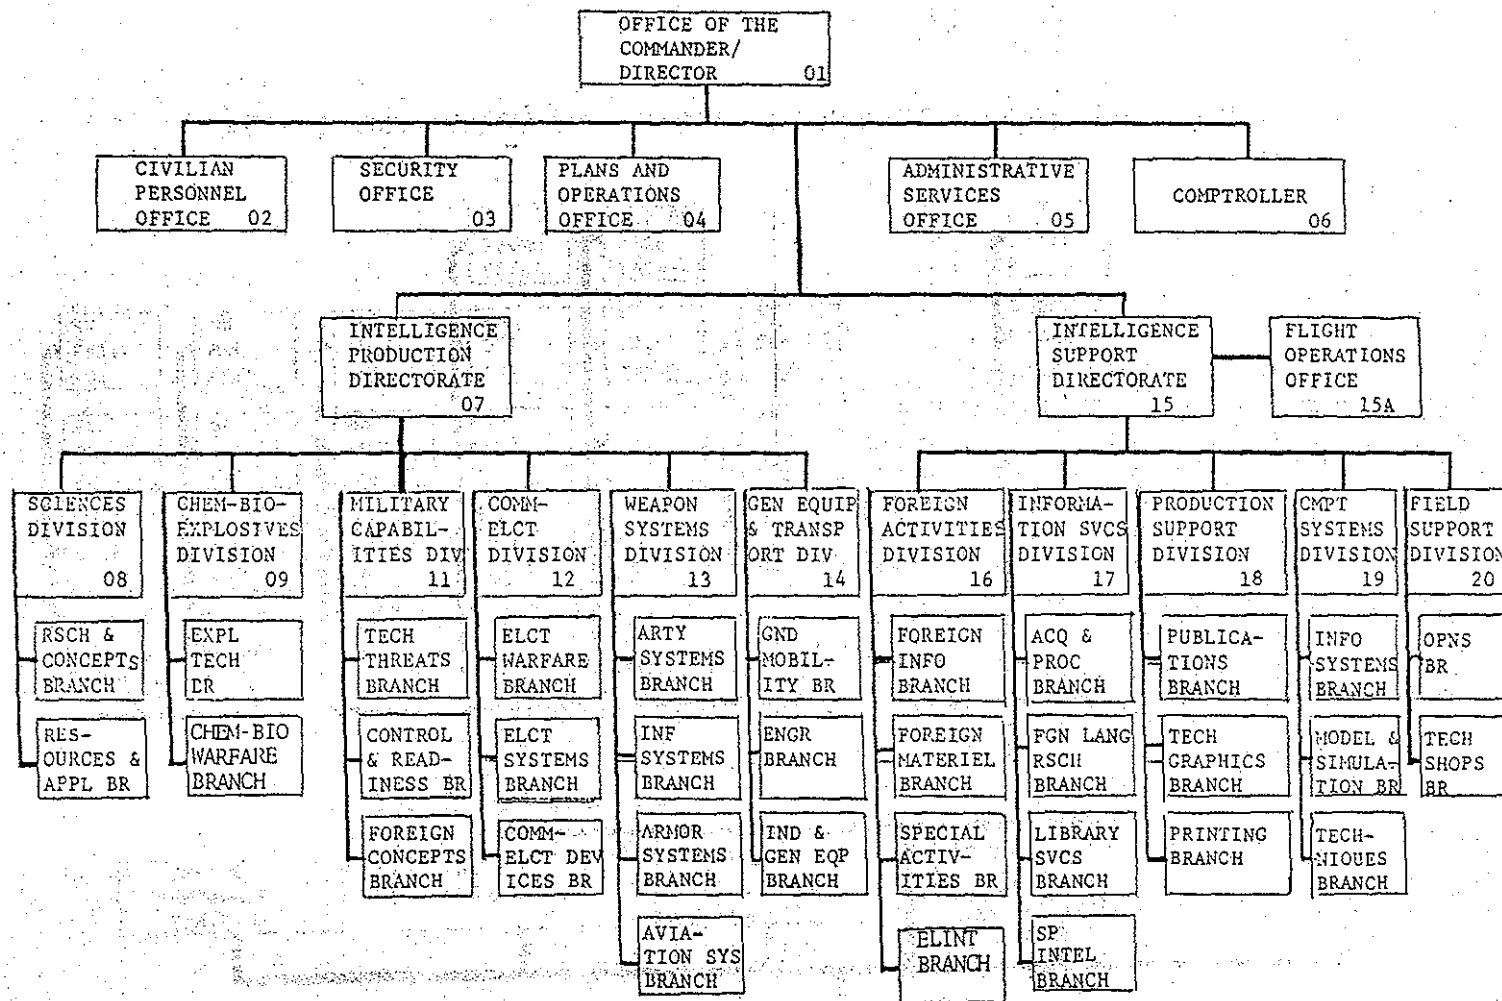 OFFICE OF THE
COMMANDER/
DIRECTOR 01
CIVILIAN
PERSONNEL
OFFICE 02
SECURITY
OFFICE
03
PLANS AND
OPERATIONS
OFFICE 04
ADMINISTRATIVE
SERVICES
OFFICE 05
COMPTROLLER
06
INTELLIGENCE
PRODUCTION
DIRECTORATE
07
INTELLIGENCE
SUPPORT
DIRECTORATE
15
FLIGHT
OPERATIONS
OFFICE
15A
SCIENCES
DIVISION
08
CHEM-BIO-
EXPLOSIVES
DIVISION
09
MILITARY
CAPABIL-
ITIES DIV
11
COMM-
ELCT
DIVISION
12
WEAPON
SYSTEMS
DIVISION
13
GEN EQUIP
& TRANSP
ORT DIV
14
FOREIGN
ACTIVITIES
DIVISION
16
INFORMA-
TION SVCS
DIVISION
17
PRODUCTION
SUPPORT
DIVISION
18
CMPT
SYSTEMS
DIVISION
19
FIELD
SUPPORT
DIVISION
20
RSCH &
CONCEPTS
BRANCH
EXPL
TECH
BR
TECH
THREATS
BRANCH
ELCT
WARFARE
BRANCH
ARTY
SYSTEMS
BRANCH
GND
MOBIL-
ITY BR
FOREIGN
INFO
BRANCH
ACQ &
PROC
BRANCH
PUBLICA-
TIONS
BRANCH
INFO
SYSTEMS
BRANCH
OPNS
BR
RES-
OURCES &
APPL BR
CHEM-BIO
WARFARE
BRANCH
CONTROL
& READ-
INESS BR
ELCT
SYSTEMS
BRANCH
INF
SYSTEMS
BRANCH
ENGR
BRANCH
FOREIGN
MATERIEL
BRANCH
FGN LANG
RSCH
BRANCH
TECH
GRAPHICS
BRANCH
MODEL &
SIMULA-
TION BR
TECH
SHOPS
BR
FOREIGN
CONCEPTS
BRANCH
COMM-
ELCT DEV
ICES BR
ARMOR
SYSTEMS
BRANCH
IND &
GEN EQP
BRANCH
SPECIAL
ACTIV-
ITIES BR
LIBRARY
SVCS
BRANCH
PRINTING
BRANCH
TECH-
NIQUES
BRANCH
AVIA-
TION SYS
BRANCH
ELINT
BRANCH
SP
INTEL
BRANCH